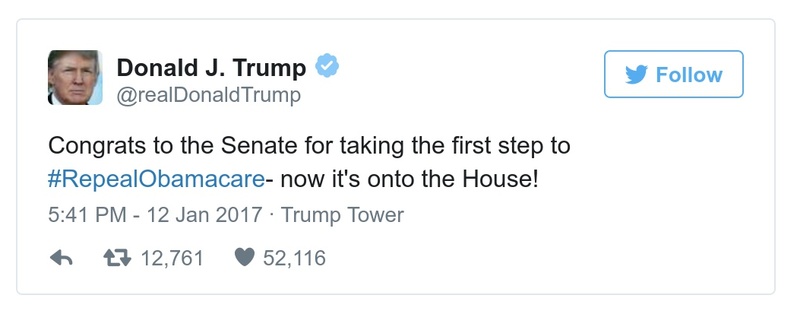 Donald J. Trump
@realDonaldTrump
Follow
Congrats to the Senate for taking the first step to
#RepealObamacare- now it's onto the House!
5:41 PM - 12 Jan 2017 · Trump Tower
12,761 52,116